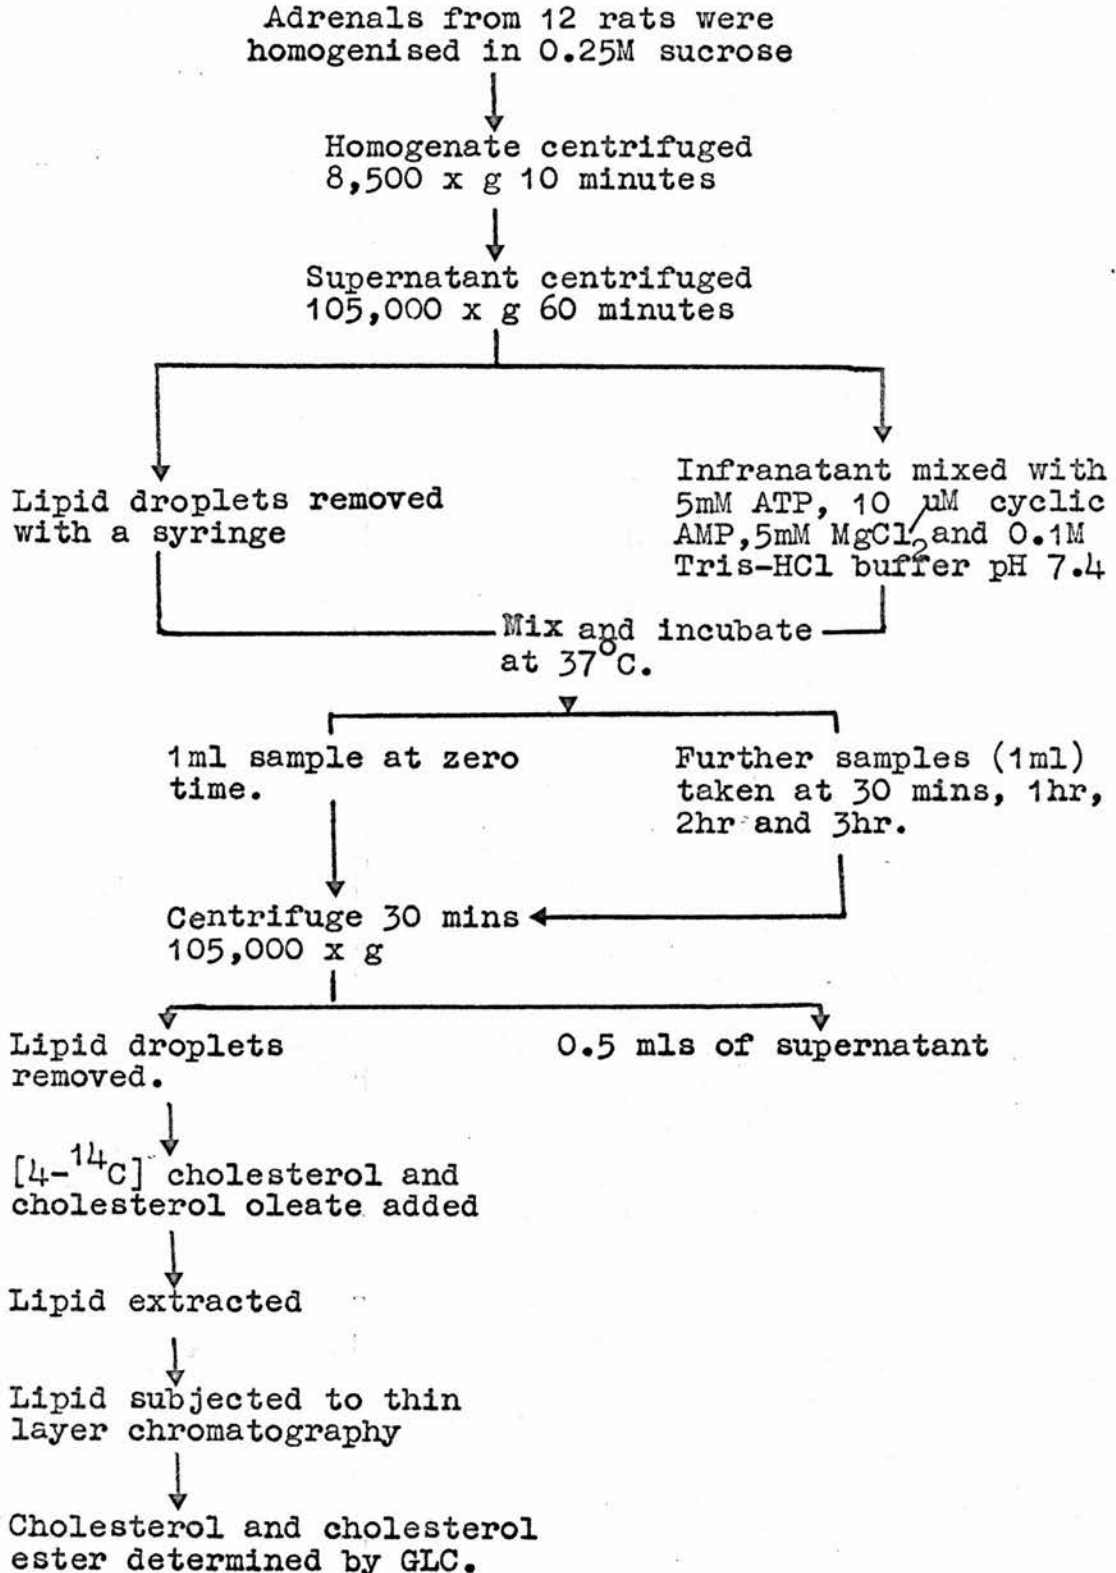 Adrenals from 12 rats were
homogenised in 0.25M sucrose
Homogenate centrifuged
8,500 x g 10 minutes
Supernatant centrifuged
105,000 x g 60 minutes
Lipid droplets removed
with a syringe
Infranatant mixed with
5mM ATP, 10 µM cyclic
AMP,5mM MgCl₂ and 0.1M
Tris-HCl buffer pH 7.4
Mix and incubate
at 37°C.
1ml sample at zero
time.
Further samples (1ml)
taken at 30 mins, 1hr,
2hr and 3hr.
Centrifuge 30 mins
105,000 x g
Lipid droplets
removed.
0.5 mls of supernatant
[4-¹⁴C] cholesterol and
cholesterol oleate added
Lipid extracted
Lipid subjected to thin
layer chromatography
Cholesterol and cholesterol
ester determined by GLC.